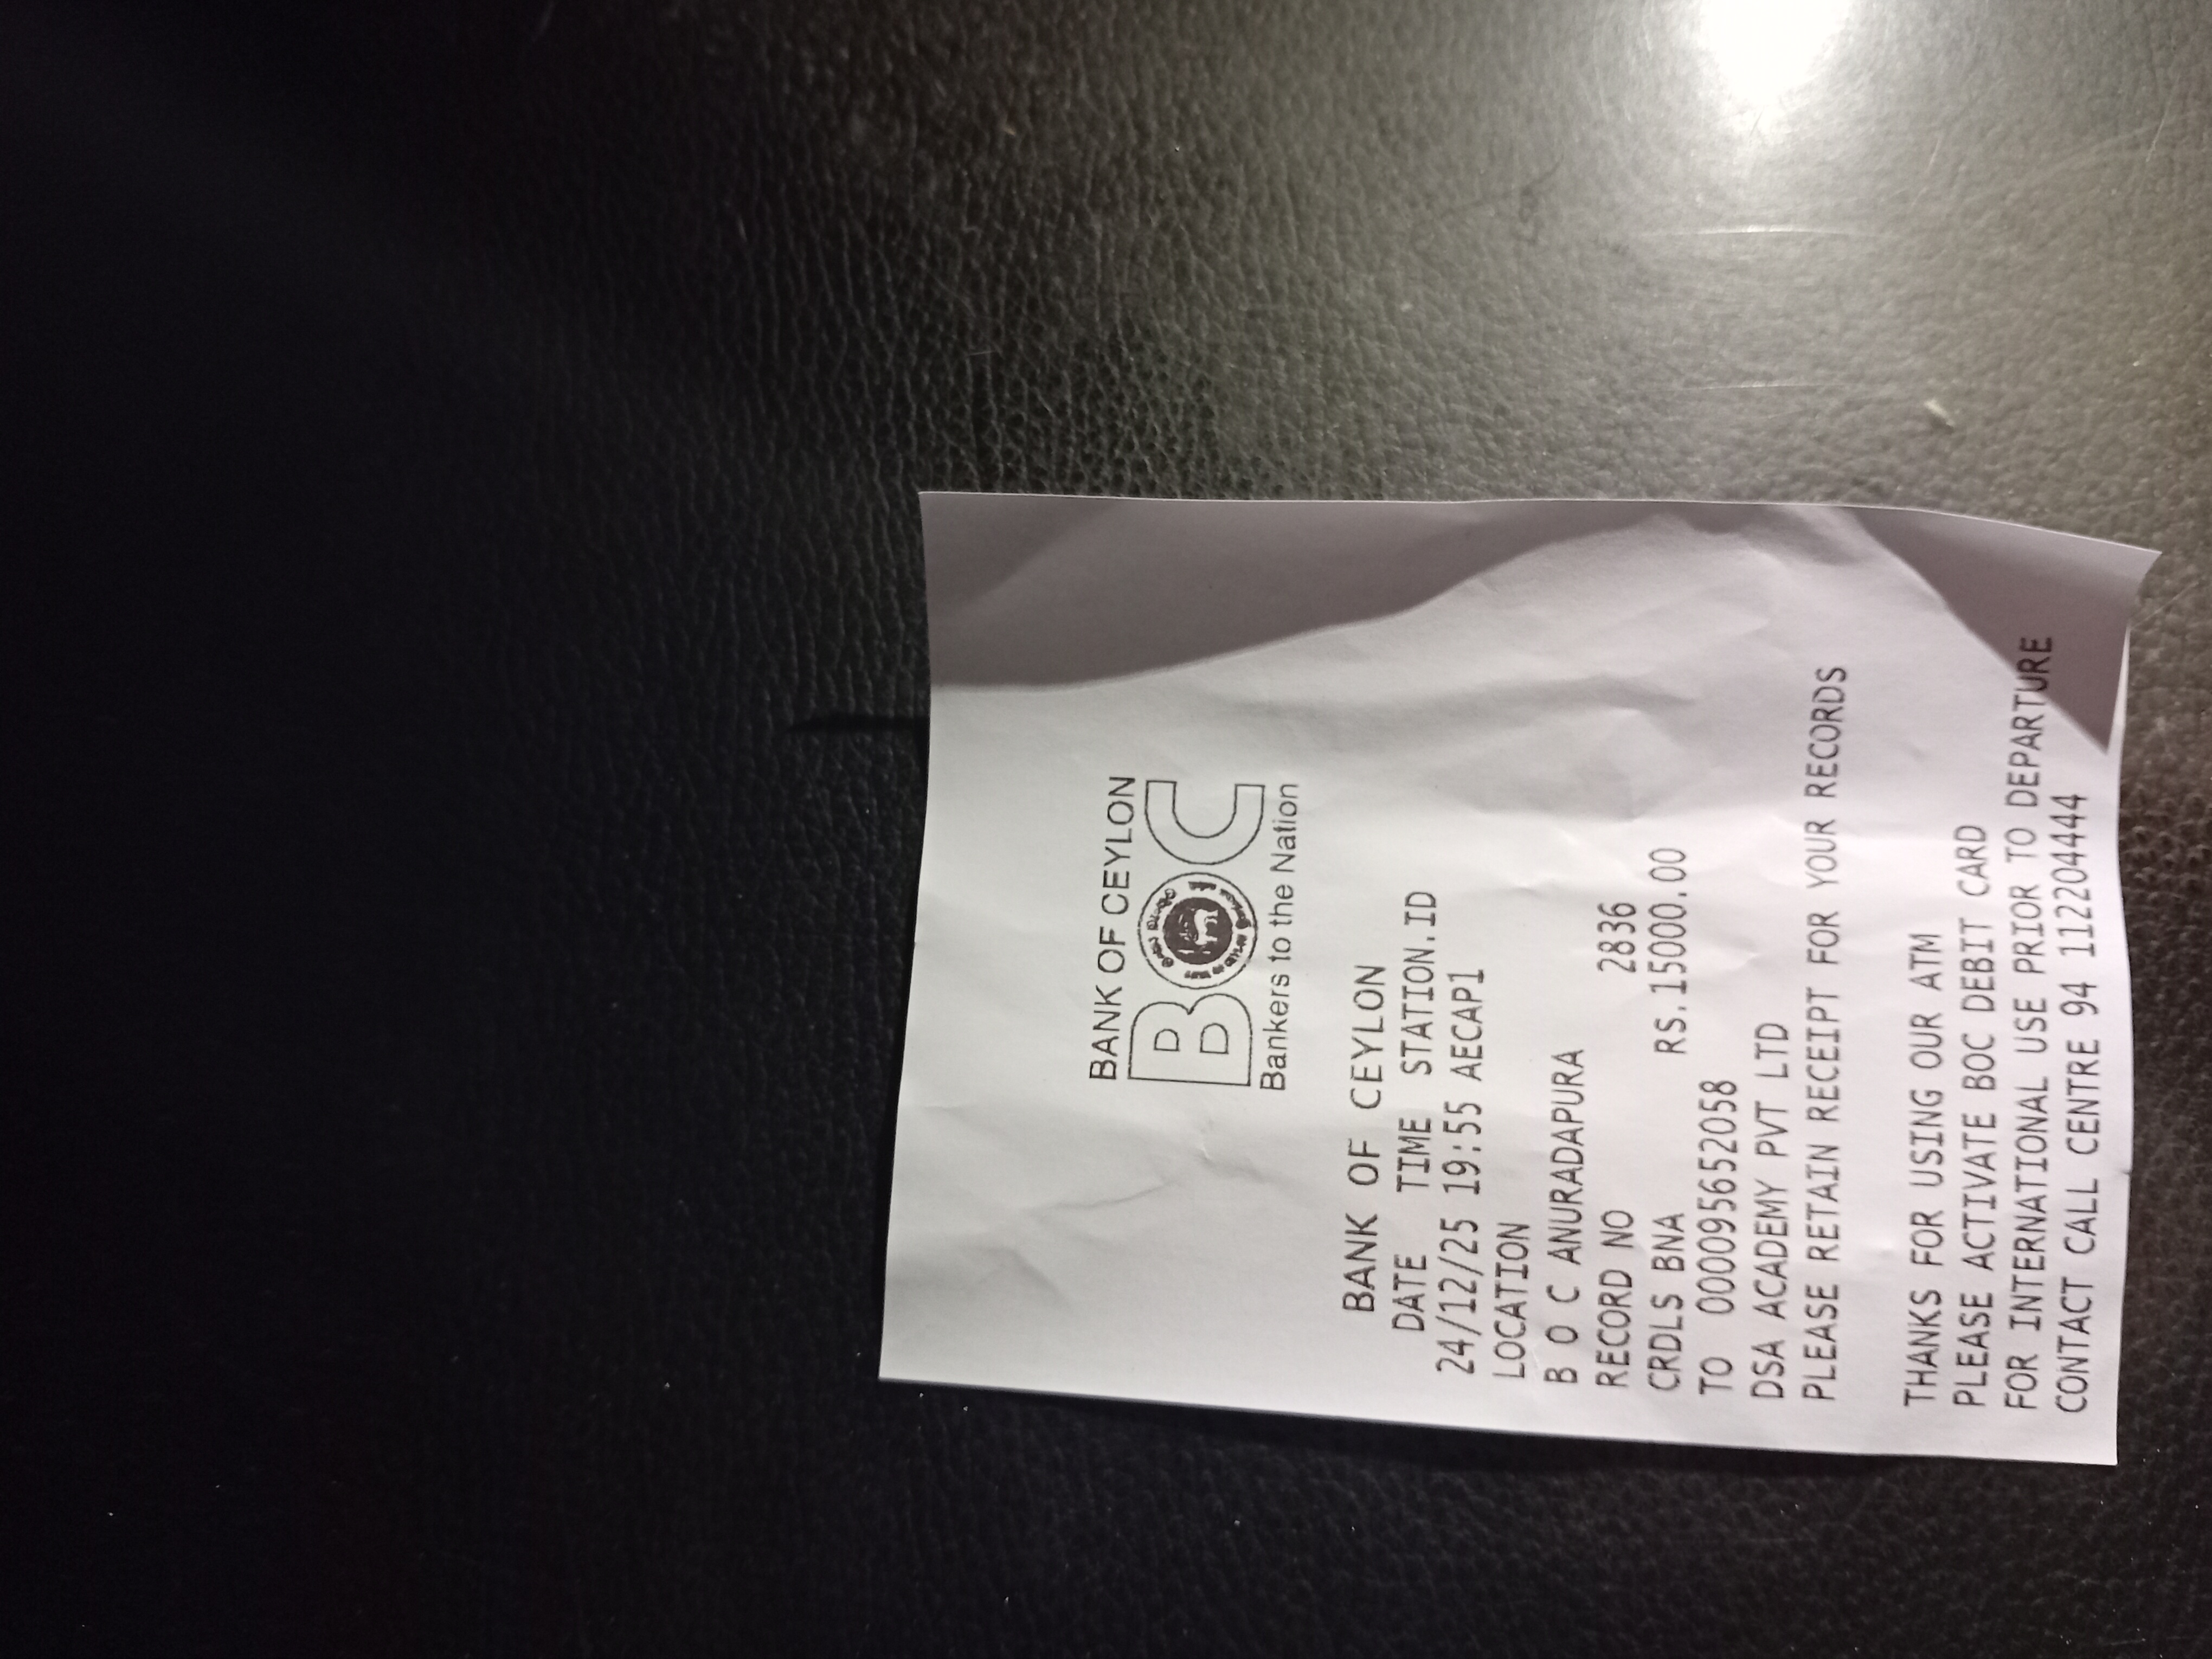 BANK OF CEYLON
BOC
Bankers to the Nation
BANK OF CEYLON
DATE TIME STATION.ID
24/12/25 19:55 AECAP1
LOCATION
B O C ANURADAPURA
RECORD NO 2836
CRDLS BNA RS.15000.00
TO 000095652058
DSA ACADEMY PVT LTD
PLEASE RETAIN RECEIPT FOR YOUR RECORDS
THANKS FOR USING OUR ATM
PLEASE ACTIVATE BOC DEBIT CARD
FOR INTERNATIONAL USE PRIOR TO DEPARTURE
CONTACT CALL CENTRE 94 112204444